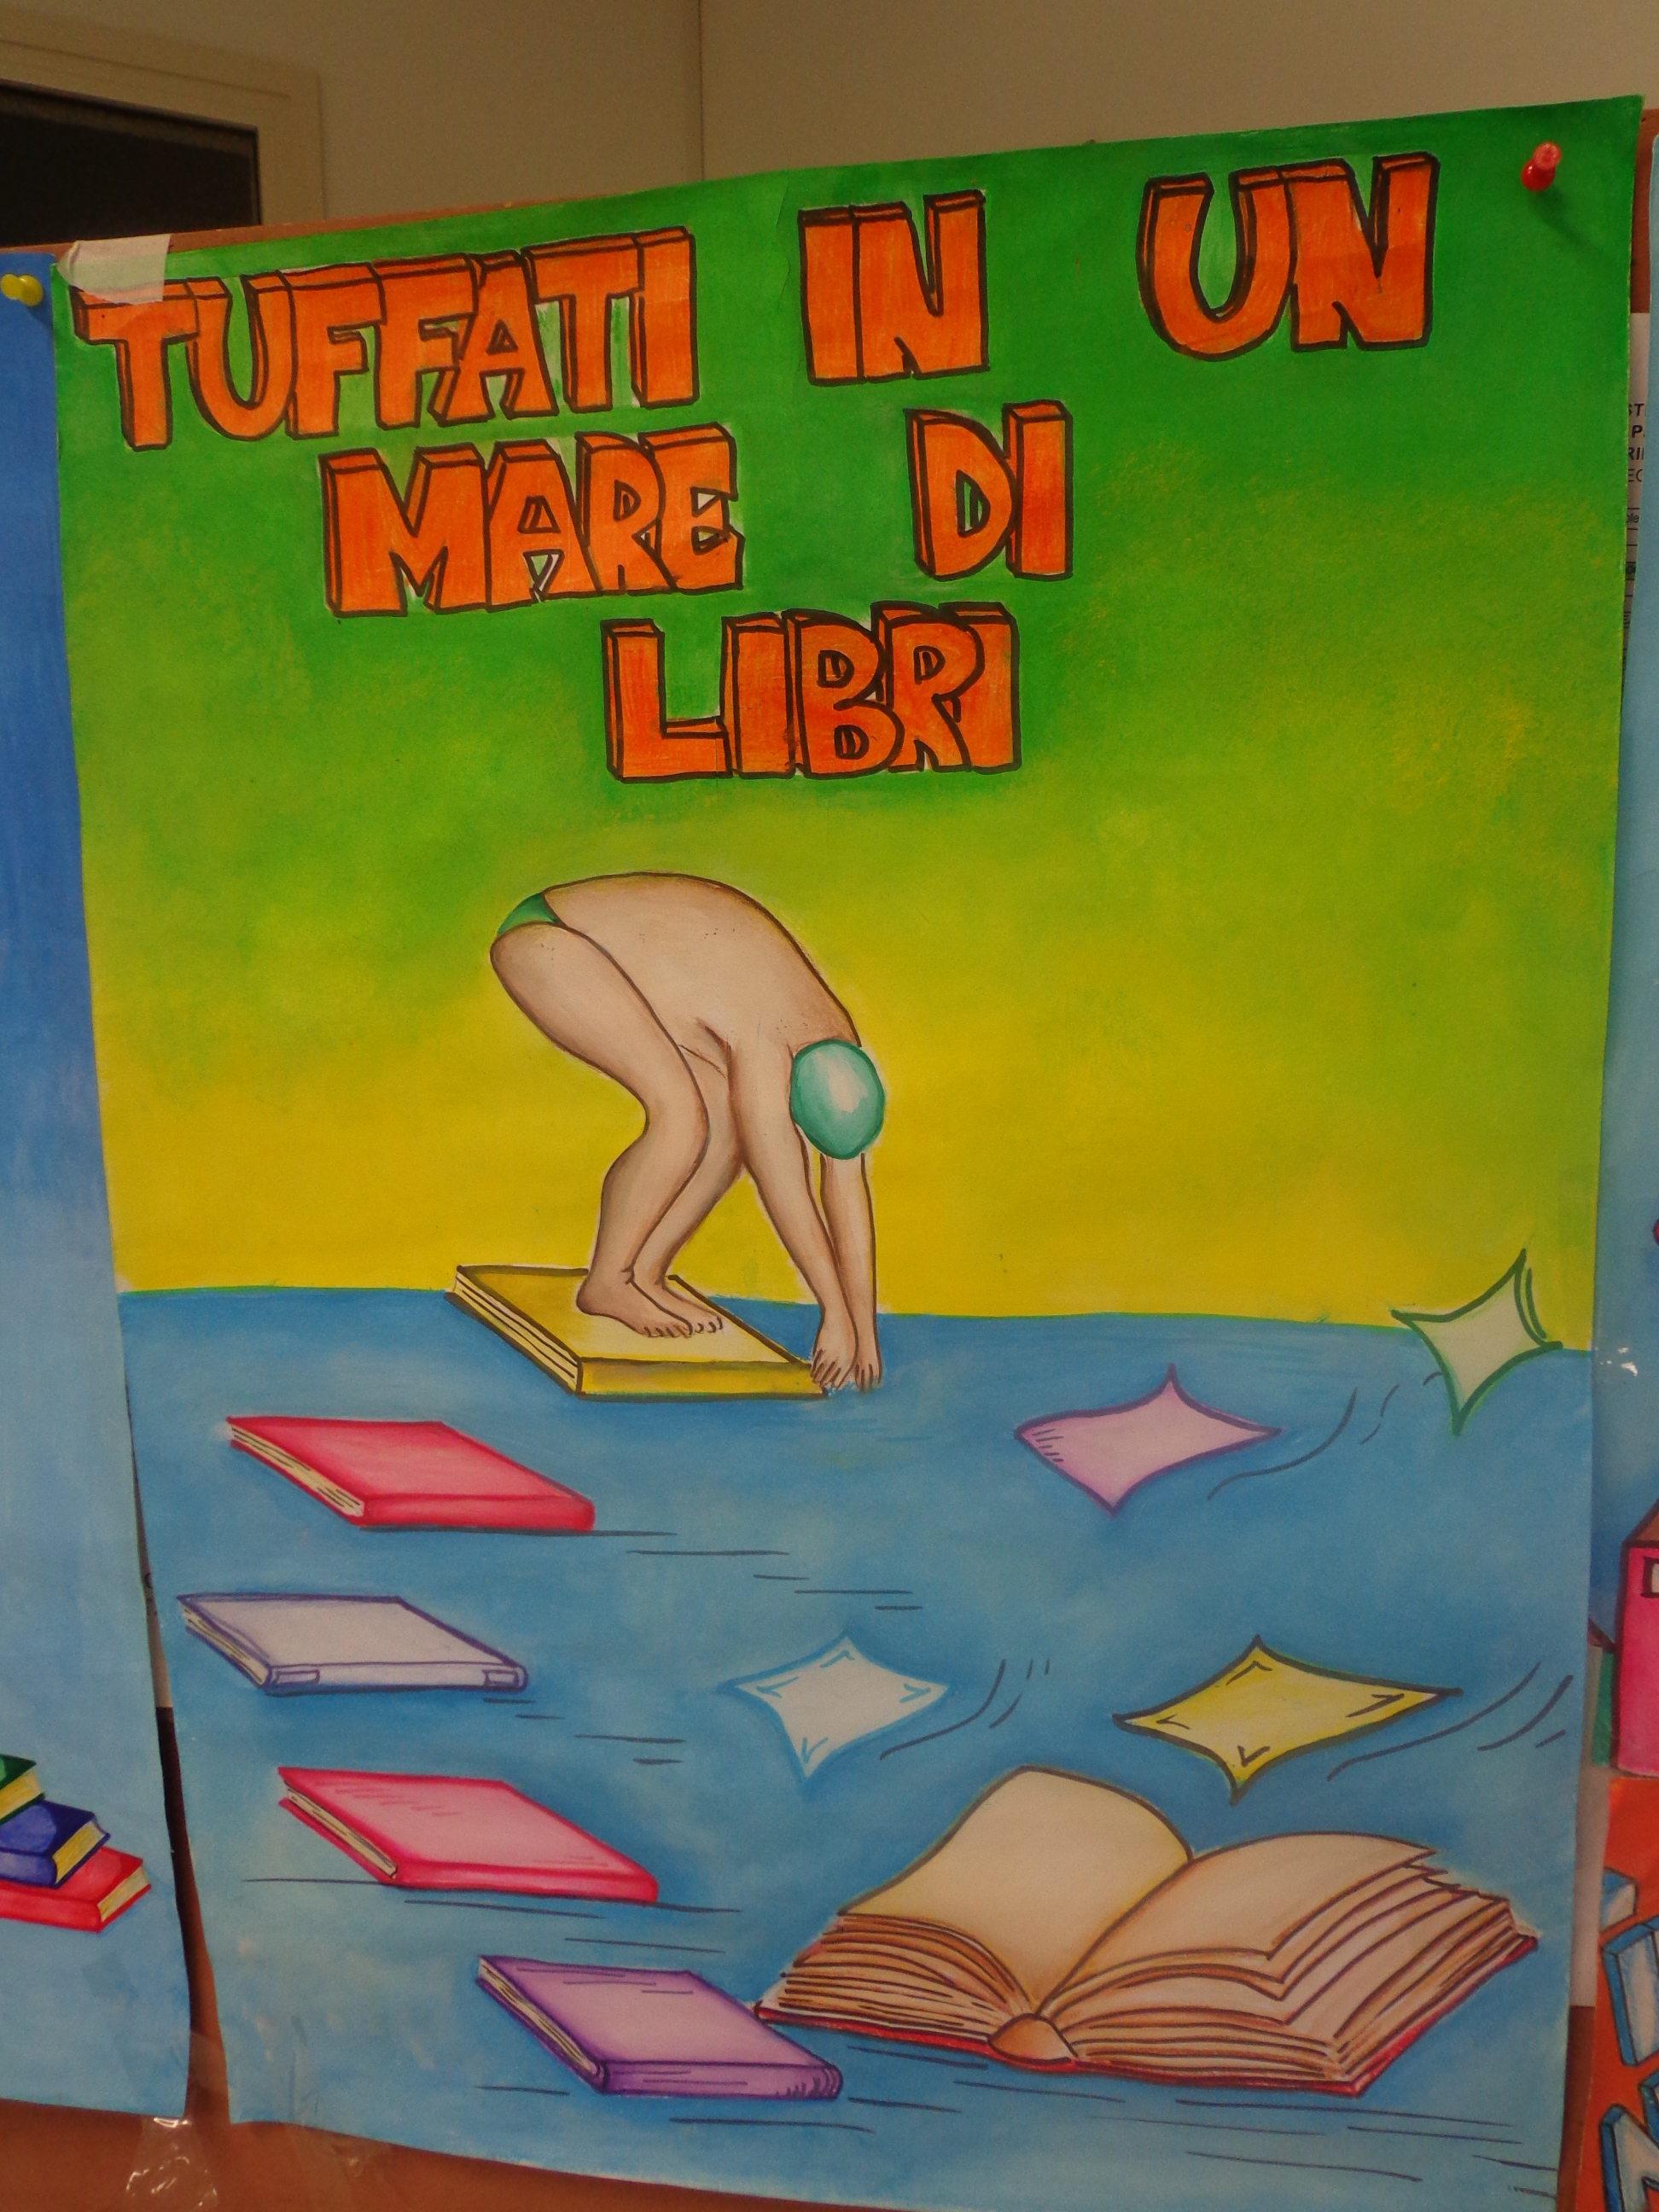 TUFFATI IN UN
MARE DI
LIBRI